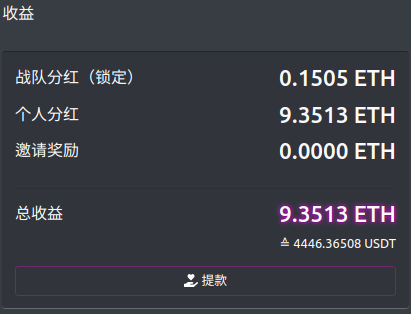 收益
战队分红（锁定） 0.1505 ETH
个人分红 9.3513 ETH
邀请奖励 0.0000 ETH
总收益 9.3513 ETH
≙ 4446.36508 USDT
提款